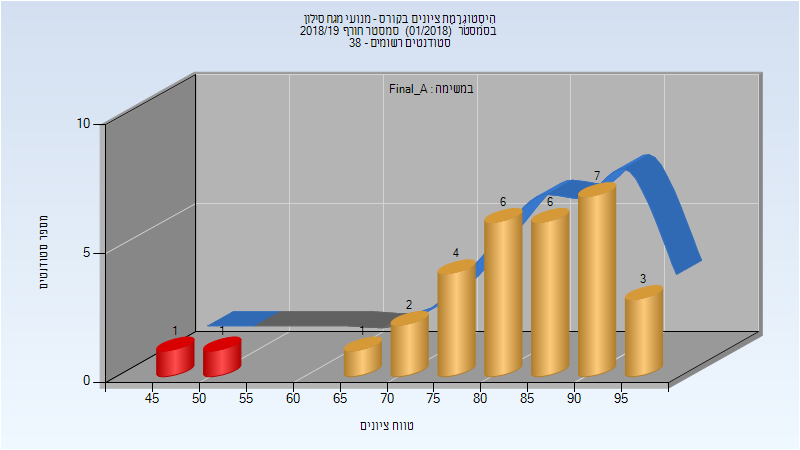 היסטוגרמת ציונים בקורס - מנועי מגח סילון
בסמסטר (01/2018) סמסטר חורף 2018/19
סטודנטים רשומים - 38
במשימה : Final_A
מספר סטודנטים
10
5
0
1
1
1
2
4
6
6
7
3
45 50 55 60 65 70 75 80 85 90 95
טווח ציונים